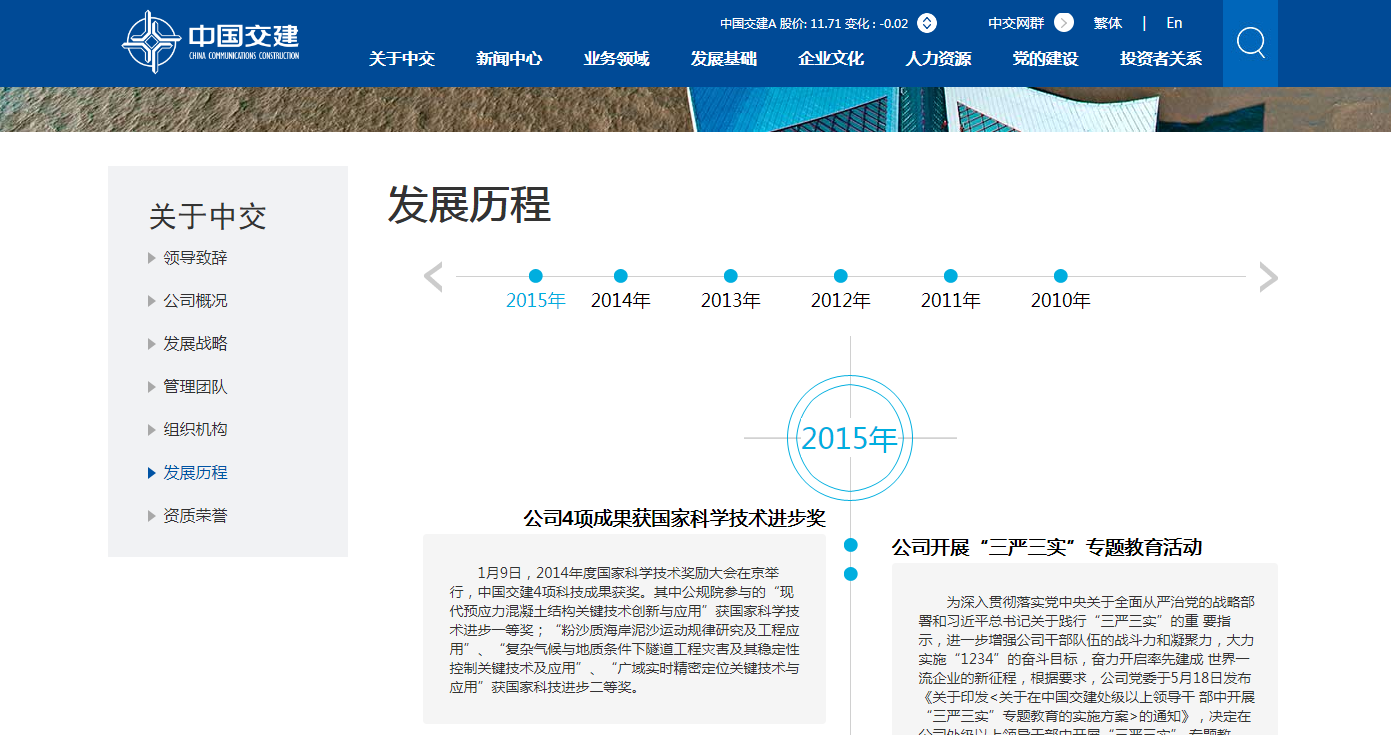 中国交建
CHINA COMMUNICATIONS CONSTRUCTION
中国交建A 股价: 11.71 变化 : -0.02
中交网群
繁体 | En
关于中交 新闻中心 业务领域 发展基础 企业文化 人力资源 党的建设 投资者关系
关于中交
领导致辞
公司概况
发展战略
管理团队
组织机构
发展历程
资质荣誉
发展历程
2015年 2014年 2013年 2012年 2011年 2010年
2015年
公司4项成果获国家科学技术进步奖
1月9日，2014年度国家科学技术奖励大会在京举
行，中国交建4项科技成果获奖。其中公规院参与的“现
代预应力混凝土结构关键技术创新与应用”获国家科学技
术进步一等奖；“粉沙质海岸泥沙运动规律研究及工程应
用”、“复杂气候与地质条件下隧道工程灾害及其稳定性
控制关键技术及应用”、“广域实时精密定位关键技术与
应用”获国家科技进步二等奖。
公司开展“三严三实”专题教育活动
为深入贯彻落实党中央关于全面从严治党的战略部
署和习近平总书记关于践行“三严三实”的重 要指
示，进一步增强公司干部队伍的战斗力和凝聚力，大力
实施“1234”的奋斗目标，奋力开启率先建成 世界一
流企业的新征程，根据要求，公司党委于5月18日发布
《关于印发<关于在中国交建处级以上领导干 部中开展
“三严三实”专题教育的实施方案>的通知》，决定在
公司处级以上领导干部中开展“三严三实” 专题教